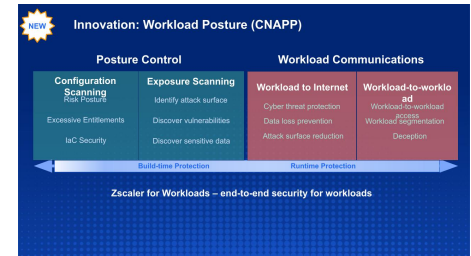 NEW
Innovation: Workload Posture (CNAPP)
Posture Control
Workload Communications
Configuration
Scanning
Risk Posture
Excessive Entitlements
IaC Security
Exposure Scanning
Identify attack surface
Discover vulnerabilities
Discover sensitive data
Workload to Internet
Cyber threat protection
Data loss prevention
Attack surface reduction
Workload-to-worklo
ad
Workload-to-workload
access
Workload segmentation
Deception
Build-time Protection
Runtime Protection
Zscaler for Workloads – end-to-end security for workloads